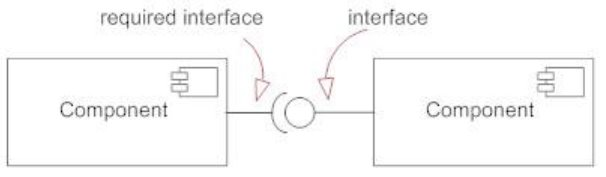 required interface
interface
Component
Component